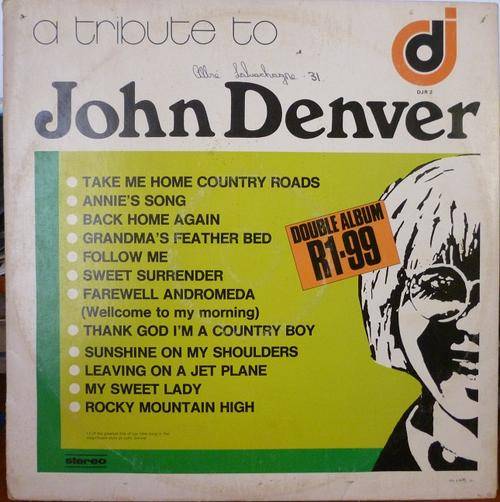 a tribute to
dj
DJR 2
31
John Denver
TAKE ME HOME COUNTRY ROADS
ANNIE'S SONG
BACK HOME AGAIN
GRANDMA'S FEATHER BED
FOLLOW ME
SWEET SURRENDER
FAREWELL ANDROMEDA
(Wellcome to my morning)
THANK GOD I'M A COUNTRY BOY
SUNSHINE ON MY SHOULDERS
LEAVING ON A JET PLANE
MY SWEET LADY
ROCKY MOUNTAIN HIGH
DOUBLE ALBUM
R1·99
stereo